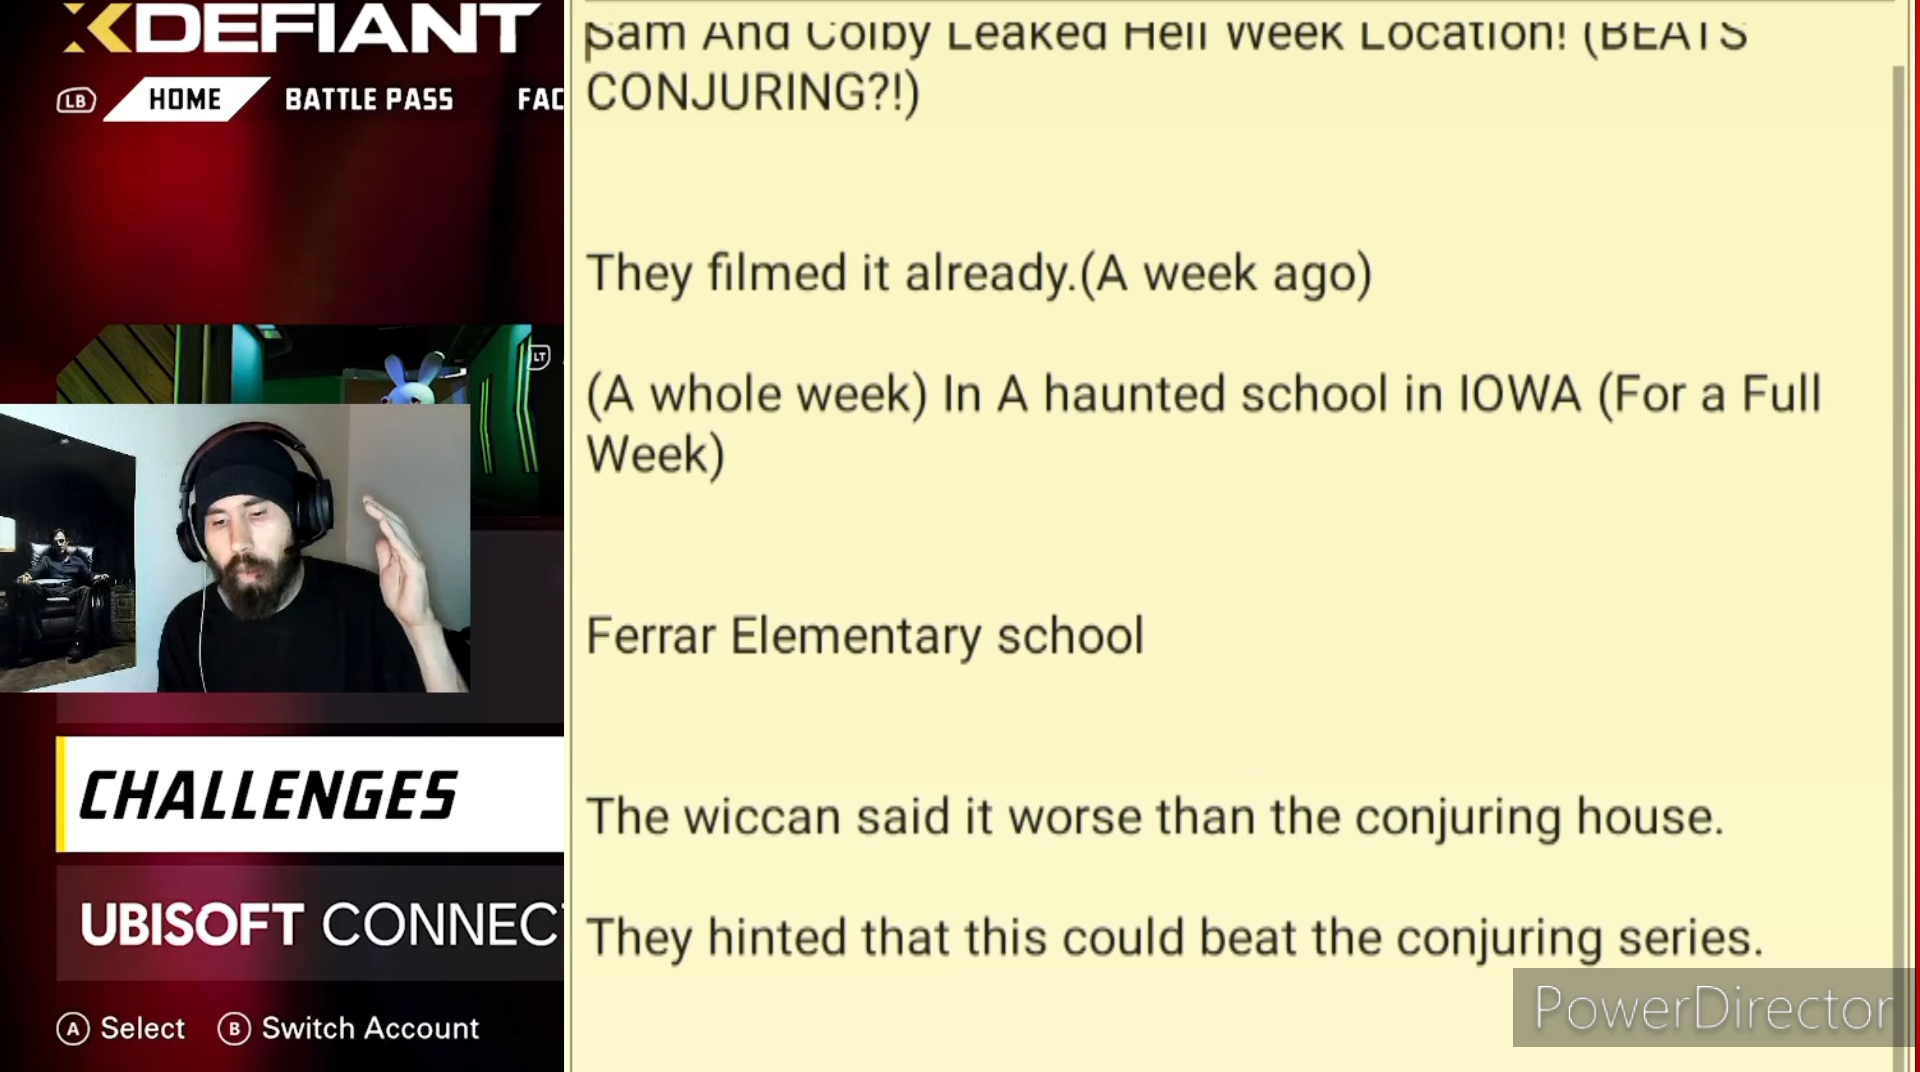 XDEFIANT
LB HOME BATTLE PASS FAC
LT
CHALLENGES
UBISOFT CONNECT
A Select B Switch Account
Sam And Colby Leaked Hell Week Location! (BEATS
CONJURING?!)
They filmed it already.(A week ago)
(A whole week) In A haunted school in IOWA (For a Full
Week)
Ferrar Elementary school
The wiccan said it worse than the conjuring house.
They hinted that this could beat the conjuring series.
PowerDirector